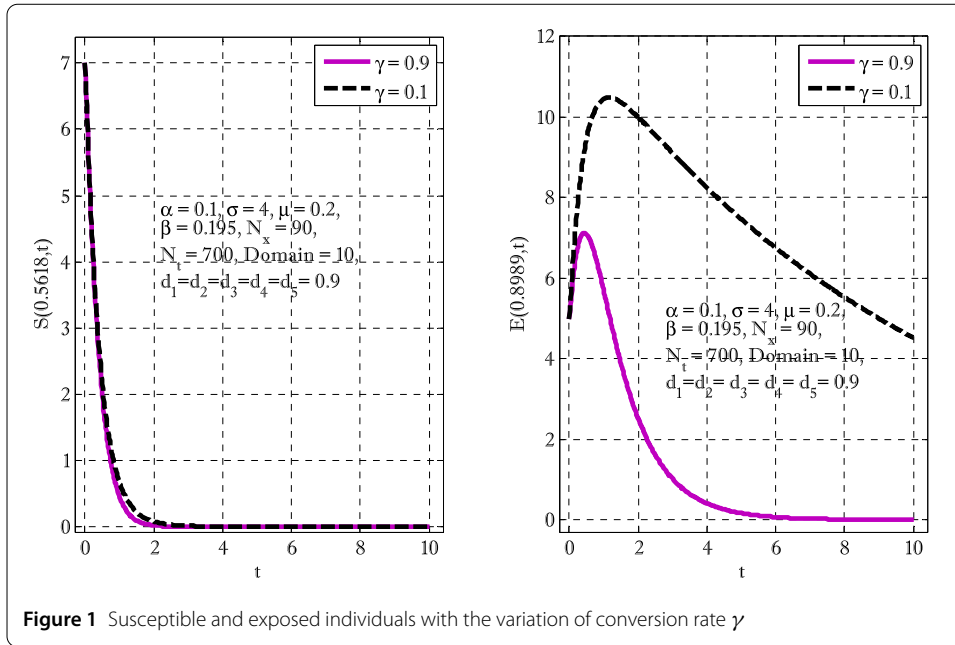 γ = 0.9
γ = 0.1
7
6
5
4
3
2
1
0
S(0.5618,t)
α = 0.1, σ = 4, μ = 0.2,
β = 0.195, N_x = 90,
N_t = 700, Domain = 10,
d_1=d_2=d_3=d_4=d_5= 0.9
0 2 4 6 8 10
t
12
10
8
6
4
2
0
E(0.8989,t)
γ = 0.9
γ = 0.1
α = 0.1, σ = 4, μ = 0.2,
β = 0.195, N_x = 90,
N_t = 700, Domain = 10,
d_1=d_2= d_3= d_4= d_5= 0.9
0 2 4 6 8 10
t
Figure 1 Susceptible and exposed individuals with the variation of conversion rate γ